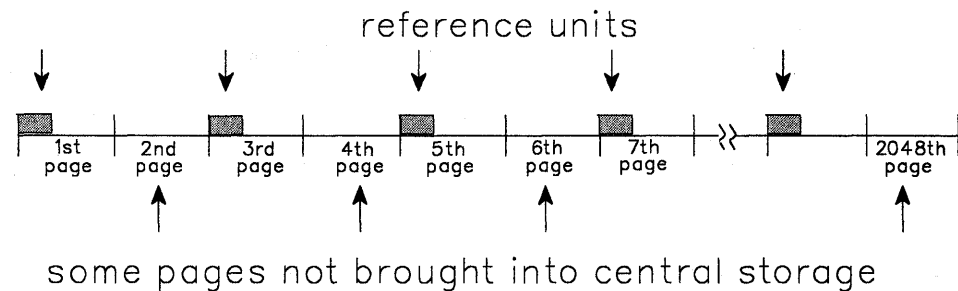 reference units
1st page
2nd page
3rd page
4th page
5th page
6th page
7th page
2048th page
some pages not brought into central storage